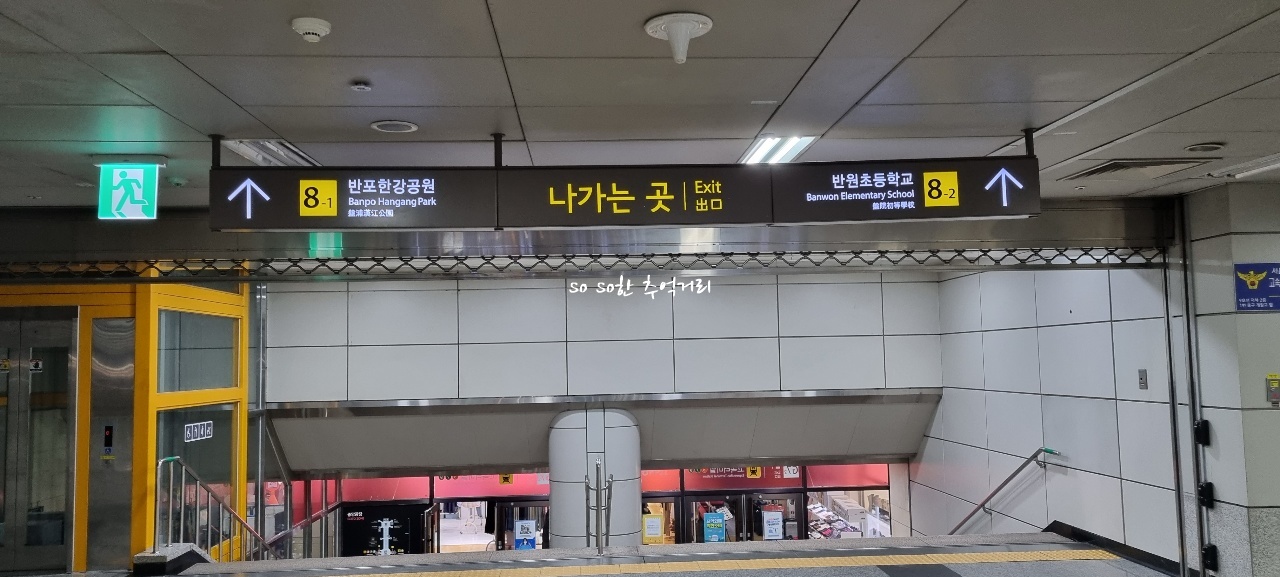 8-1
반포한강공원
Banpo Hangang Park
盤浦漢江公園
나가는 곳
Exit
出口
반원초등학교
Banwon Elementary School
盤院初等學校
8-2
so so한 추억거리